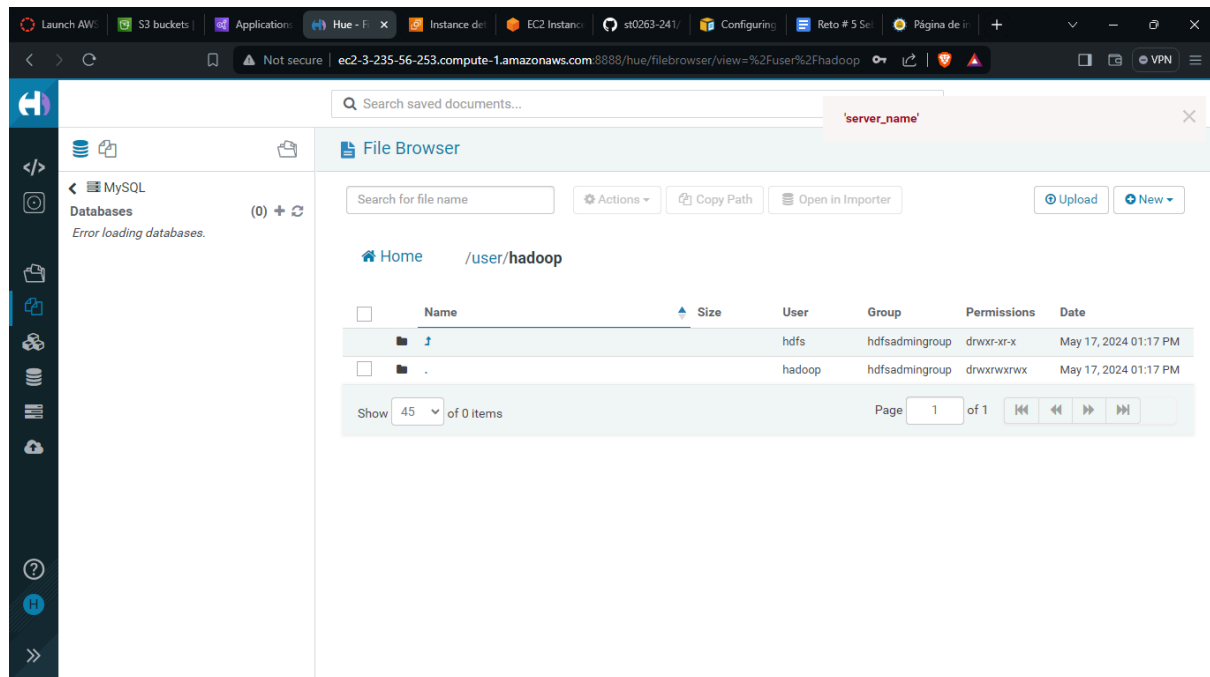 Launch AWS
S3 buckets |
Applications
Hue - Fi
Instance det
EC2 Instance
st0263-241/
Configuring
Reto # 5 Sel
Página de in
Not secure
ec2-3-235-56-253.compute-1.amazonaws.com:8888/hue/filebrowser/view=%2Fuser%2Fhadoop
VPN
Search saved documents...
'server_name'
File Browser
MySQL
Databases (0)
Error loading databases.
Search for file name
Actions
Copy Path
Open in Importer
Upload
New
Home
/user/hadoop
Name Size User Group Permissions Date
hdfs hdfsadmingroup drwxr-xr-x May 17, 2024 01:17 PM
. hadoop hdfsadmingroup drwxrwxrwx May 17, 2024 01:17 PM
Show 45 of 0 items
Page 1 of 1
H